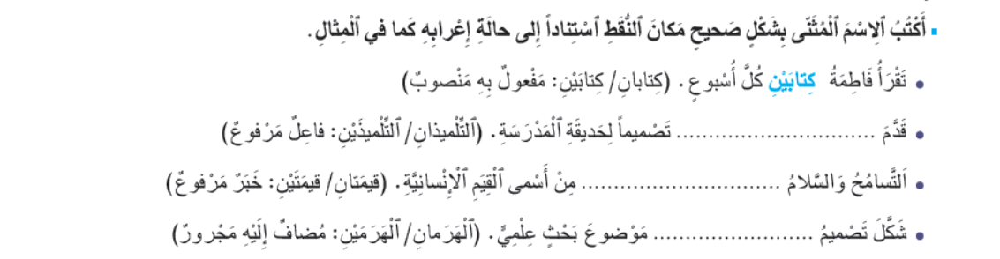 ▪ أَكْتُبُ ٱلِاسْمَ ٱلْمُثَنّى بِشَكْلٍ صَحيحٍ مَكانَ ٱلنُّقَطِ ٱسْتِناداً إِلى حالَةِ إِعْرابِهِ كَما في ٱلْمِثالِ.
• تَقْرَأُ فَاطِمَةُ كِتابَيْنِ كُلَّ أُسْبوعٍ. (كِتابانِ/ كِتابَيْنِ: مَفْعولٌ بِهِ مَنْصوبٌ)
• قَدَّمَ ............................... تَصْميماً لِحَديقَةِ ٱلْمَدْرَسَةِ. (ٱلتِّلْميذانِ/ ٱلتِّلْميذَيْنِ: فاعِلٌ مَرْفوعٌ)
• اَلتَّسامُحُ وَالسَّلامُ ............................... مِنْ أَسْمى ٱلْقِيَمِ ٱلْإِنْسانِيَّةِ. (قيمَتانِ/ قيمَتَيْنِ: خَبَرٌ مَرْفوعٌ)
• شَكَّلَ تَصْميمُ ......................... مَوْضوعَ بَحْثٍ عِلْمِيٍّ. (ٱلْهَرَمانِ/ ٱلْهَرَمَيْنِ: مُضافٌ إِلَيْهِ مَجْرورٌ)